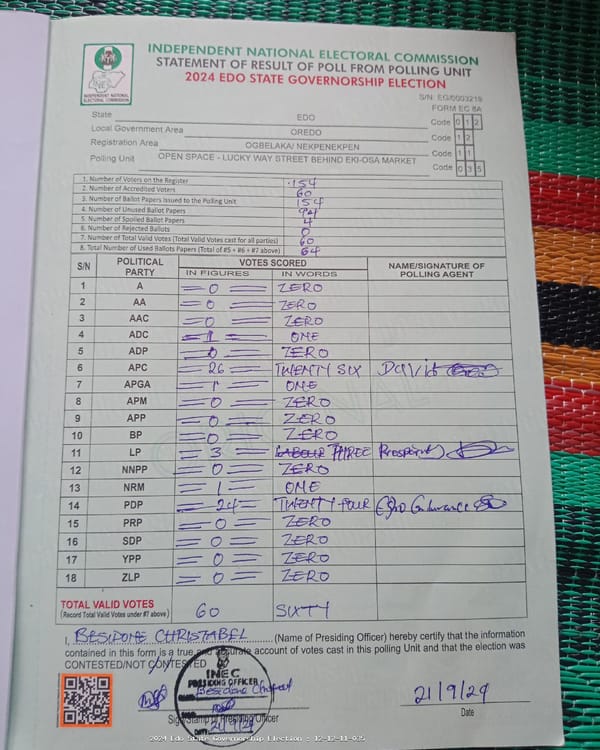 INDEPENDENT NATIONAL ELECTORAL COMMISSION
STATEMENT OF RESULT OF POLL FROM POLLING UNIT
2024 EDO STATE GOVERNORSHIP ELECTION
INDEPENDENT NATIONAL ELECTORAL COMMISSION
S/N: EG/0003219
FORM EC 8A
State EDO Code 0 1 2
Local Government Area OREDO Code 1 2
Registration Area OGBELAKA/ NEKPENEKPEN Code 1 1
Polling Unit OPEN SPACE - LUCKY WAY STREET BEHIND EKI-OSA MARKET Code 0 3 5
1. Number of Voters on the Register 154
2. Number of Accredited Voters 60
3. Number of Ballot Papers Issued to the Polling Unit 154
4. Number of Unused Ballot Papers
5. Number of Spoiled Ballot Papers 4
6. Number of Rejected Ballots 0
7. Number of Total Valid Votes (Total Valid Votes cast for all parties) 60
8. Total Number of Used Ballots Papers (Total of #5 + #6 + #7 above) 64
S/N POLITICAL PARTY VOTES SCORED NAME/SIGNATURE OF POLLING AGENT
IN FIGURES IN WORDS
1 A 0 ZERO
2 AA 0 ZERO
3 AAC 0 ZERO
4 ADC 1 ONE
5 ADP 0 ZERO
6 APC 26 TWENTY SIX David
7 APGA 1 ONE
8 APM 0 ZERO
9 APP 0 ZERO
10 BP 0 ZERO
11 LP 3 THREE Prosperity
12 NNPP 0 ZERO
13 NRM 1 ONE
14 PDP 24 TWENTY FOUR
15 PRP 0 ZERO
16 SDP 0 ZERO
17 YPP 0 ZERO
18 ZLP 0 ZERO
TOTAL VALID VOTES 60 SIXTY
(Record Total Valid Votes under #7 above)
I, BESIDONE CHRISTABEL (Name of Presiding Officer) hereby certify that the information
contained in this form is a true and accurate account of votes cast in this polling Unit and that the election was
CONTESTED/NOT CONTESTED
INEC
PRESIDING OFFICER
21/9/24
Sign/Stamp of Presiding Officer
Date
21/9/24
2024 Edo State Governorship Election : 12-12-11-035